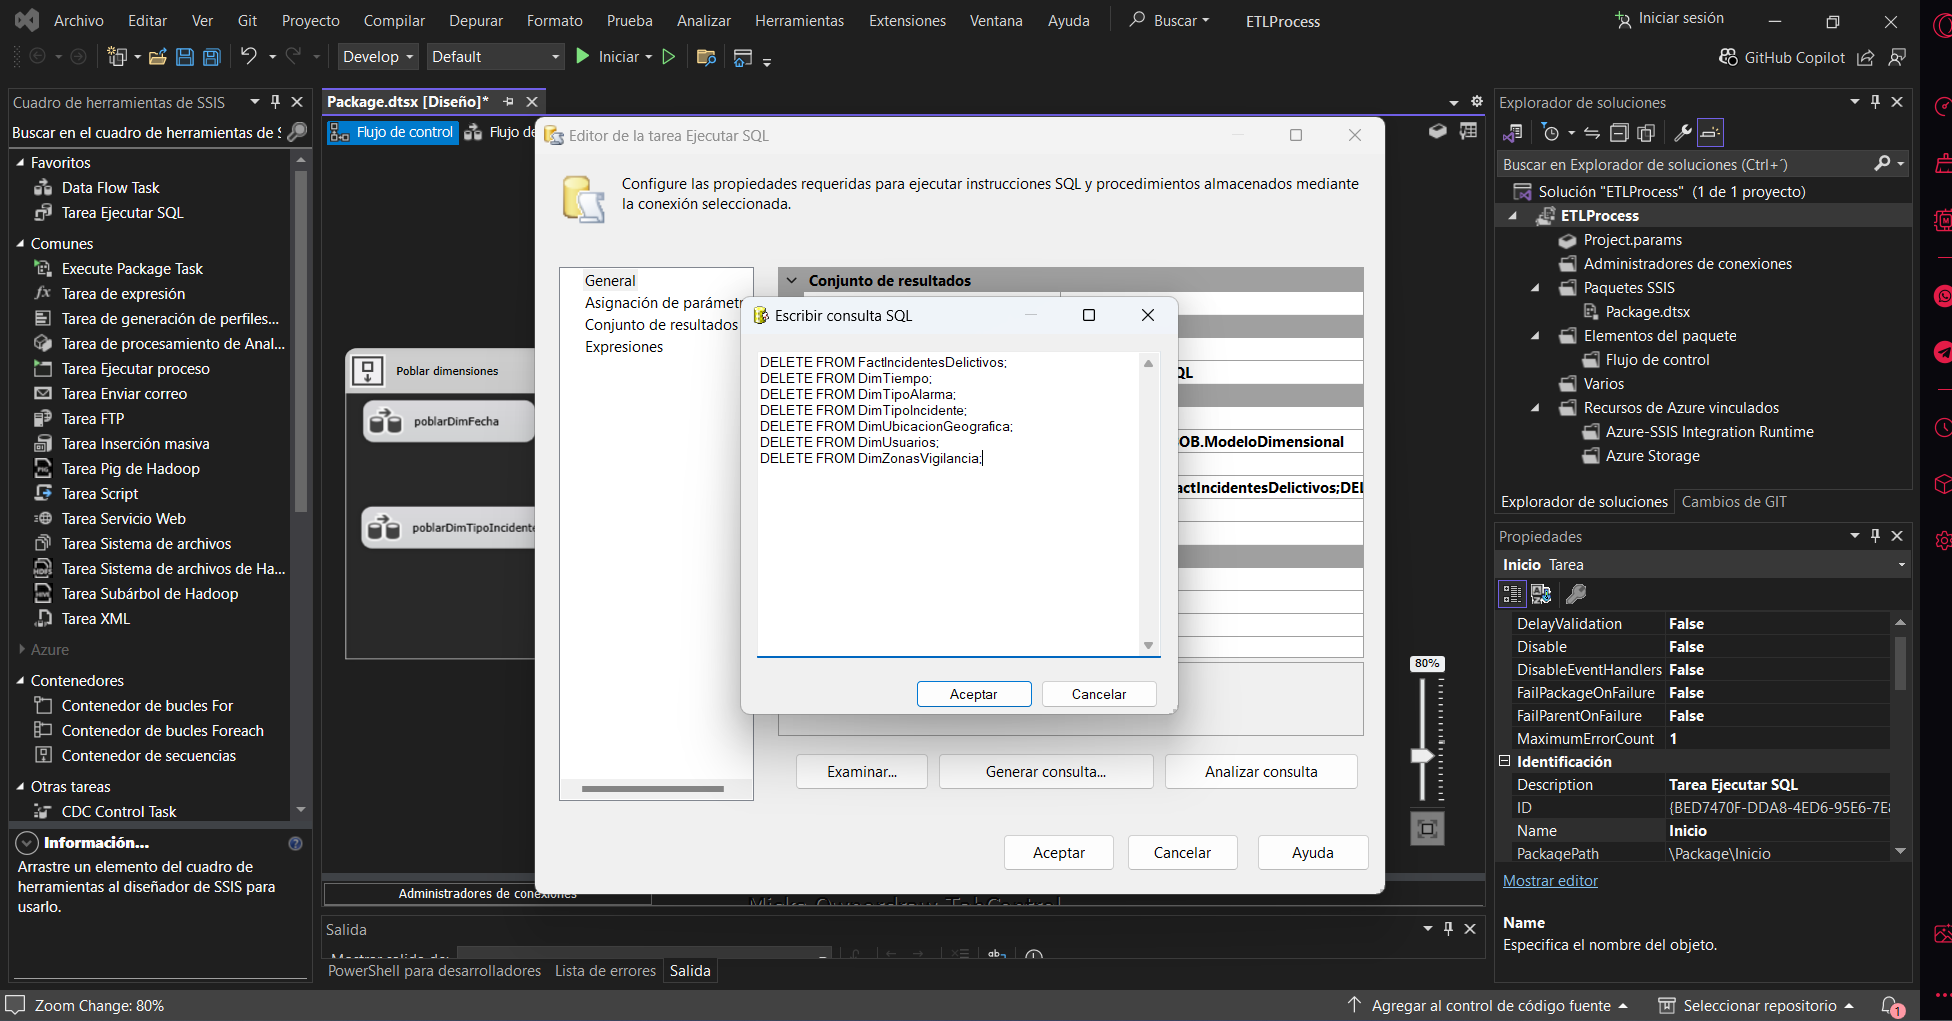 Archivo Editar Ver Git Proyecto Compilar Depurar Formato Prueba Analizar Herramientas Extensiones Ventana Ayuda Buscar ETLProcess Iniciar sesión
Develop Default Iniciar GitHub Copilot
Cuadro de herramientas de SSIS
Buscar en el cuadro de herramientas de S
Favoritos
Data Flow Task
Tarea Ejecutar SQL
Comunes
Execute Package Task
Tarea de expresión
Tarea de generación de perfiles...
Tarea de procesamiento de Anal...
Tarea Ejecutar proceso
Tarea Enviar correo
Tarea FTP
Tarea Inserción masiva
Tarea Pig de Hadoop
Tarea Script
Tarea Servicio Web
Tarea Sistema de archivos
Tarea Sistema de archivos de Ha...
Tarea Subárbol de Hadoop
Tarea XML
Azure
Contenedores
Contenedor de bucles For
Contenedor de bucles Foreach
Contenedor de secuencias
Otras tareas
CDC Control Task
Información...
Arrastre un elemento del cuadro de
herramientas al diseñador de SSIS para
usarlo.
Package.dtsx [Diseño]*
Flujo de control Flujo de
Poblar dimensiones
poblarDimFecha
poblarDimTipoIncidente
Administradores de conexiones
80%
Editor de la tarea Ejecutar SQL
Configure las propiedades requeridas para ejecutar instrucciones SQL y procedimientos almacenados mediante
la conexión seleccionada.
General
Asignación de parámetr
Conjunto de resultados
Expresiones
Conjunto de resultados
QL
OB.ModeloDimensional
actIncidentesDelictivos;DEL
Escribir consulta SQL
DELETE FROM FactIncidentesDelictivos;
DELETE FROM DimTiempo;
DELETE FROM DimTipoAlarma;
DELETE FROM DimTipoIncidente;
DELETE FROM DimUbicacionGeografica;
DELETE FROM DimUsuarios;
DELETE FROM DimZonasVigilancia;
Aceptar Cancelar
Examinar... Generar consulta... Analizar consulta
Aceptar Cancelar Ayuda
Salida
Mostrar salida de:
PowerShell para desarrolladores Lista de errores Salida
Explorador de soluciones
Buscar en Explorador de soluciones (Ctrl+´)
Solución "ETLProcess" (1 de 1 proyecto)
ETLProcess
Project.params
Administradores de conexiones
Paquetes SSIS
Package.dtsx
Elementos del paquete
Flujo de control
Varios
Recursos de Azure vinculados
Azure-SSIS Integration Runtime
Azure Storage
Explorador de soluciones Cambios de GIT
Propiedades
Inicio Tarea
DelayValidation False
Disable False
DisableEventHandlers False
FailPackageOnFailure False
FailParentOnFailure False
MaximumErrorCount 1
Identificación
Description Tarea Ejecutar SQL
ID {BED7470F-DDA8-4ED6-95E6-7E
Name Inicio
PackagePath \Package\Inicio
Mostrar editor
Name
Especifica el nombre del objeto.
Zoom Change: 80% Agregar al control de código fuente Seleccionar repositorio 1